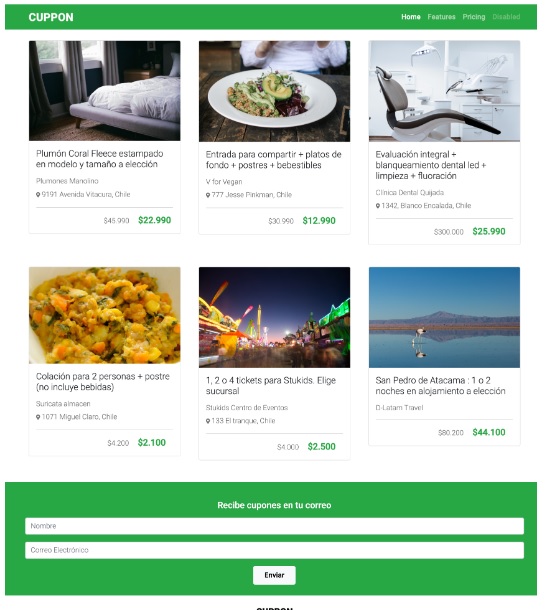 CUPPON
Home Features Pricing Disabled
Plumón Coral Fleece estampado
en modelo y tamaño a elección
Plumones Manolino
9191 Avenida Vitacura, Chile
$45.990 $22.990
Entrada para compartir + platos de
fondo + postres + bebestibles
V for Vegan
777 Jesse Pinkman, Chile
$30.990 $12.990
Evaluación integral +
blanqueamiento dental led +
limpieza + fluoración
Clínica Dental Quijada
1342, Blanco Encalada, Chile
$300.000 $25.990
Colación para 2 personas + postre
(no incluye bebidas)
Suricata almacen
1071 Miguel Claro, Chile
$4.200 $2.100
1, 2 o 4 tickets para Stukids. Elige
sucursal
Stukids Centro de Eventos
133 El tranque, Chile
$4.000 $2.500
San Pedro de Atacama : 1 o 2
noches en alojamiento a elección
D-Latam Travel
$80.200 $44.100
Recibe cupones en tu correo
Nombre
Correo Electrónico
Enviar
CUPPON